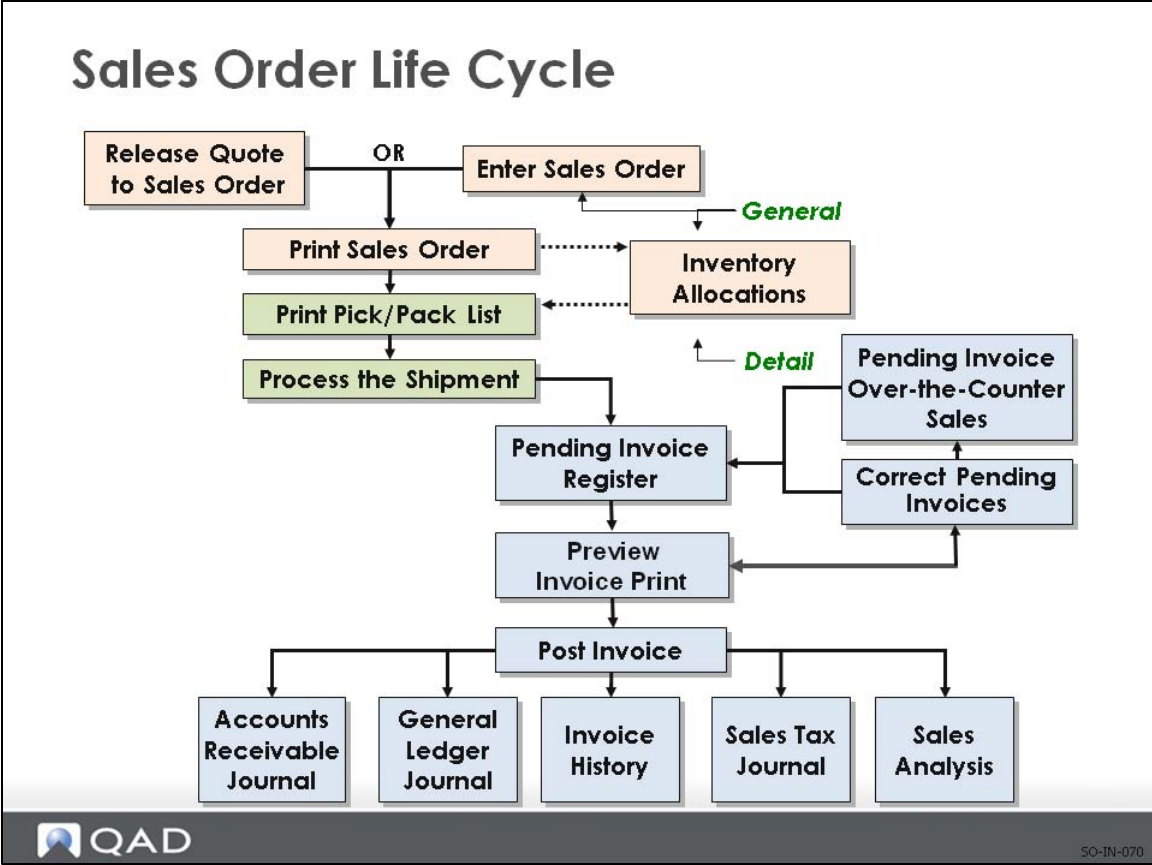 Sales Order Life Cycle
Release Quote
to Sales Order
OR
Enter Sales Order
General
Print Sales Order
Inventory
Allocations
Print Pick/Pack List
Detail
Process the Shipment
Pending Invoice
Over-the-Counter
Sales
Pending Invoice
Register
Correct Pending
Invoices
Preview
Invoice Print
Post Invoice
Accounts
Receivable
Journal
General
Ledger
Journal
Invoice
History
Sales Tax
Journal
Sales
Analysis
QAD
SO-IN-070